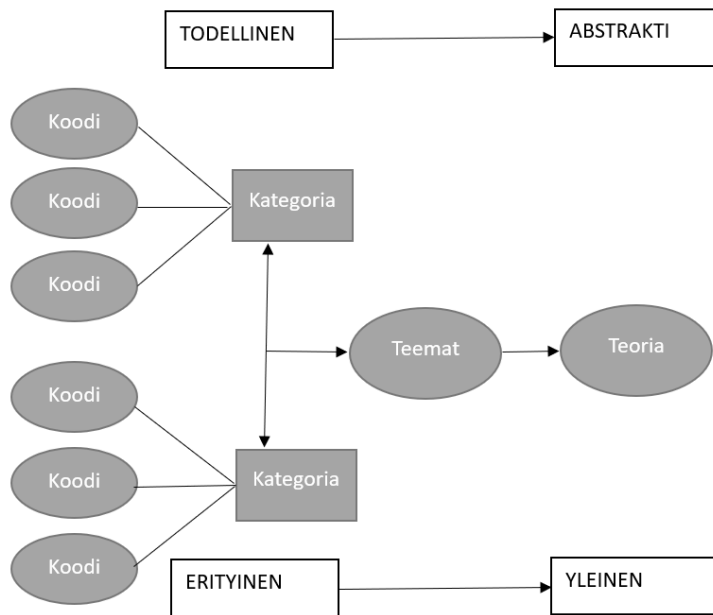 TODELLINEN
ABSTRAKTI
Koodi
Koodi
Koodi
Kategoria
Teemat
Teoria
Koodi
Koodi
Koodi
Kategoria
ERITYINEN
YLEINEN